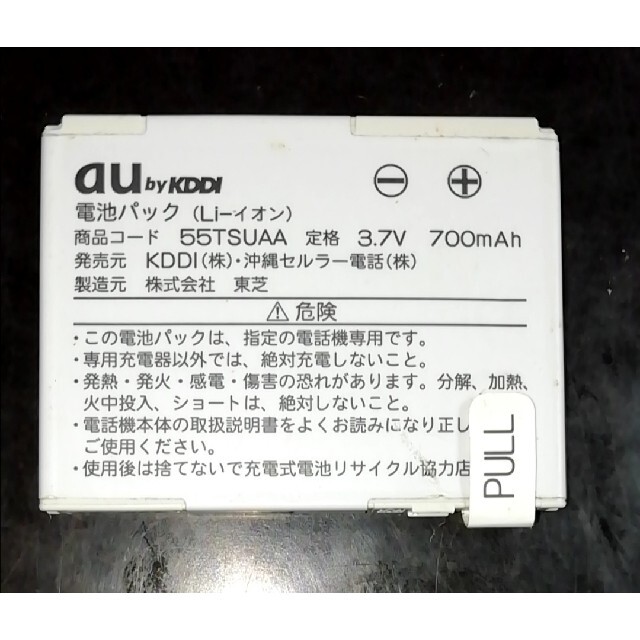 au by KDDI ⊖ ⊕
電池パック (Li-イオン)
商品コード 55TSUAA 定格 3.7V 700mAh
発売元 KDDI(株)・沖縄セルラー電話(株)
製造元 株式会社 東芝
⚠危険
・この電池パックは、指定の電話機専用です。
・専用充電器以外では、絶対充電しないこと。
・発熱・発火・感電・傷害の恐れがあります。分解、加熱、
火中投入、ショートは、絶対しないこと。
・電話機本体の取扱説明書をよくお読みになり正し
ご使用ください。
・使用後は捨てないで充電式電池リサイクル協力店
PULL